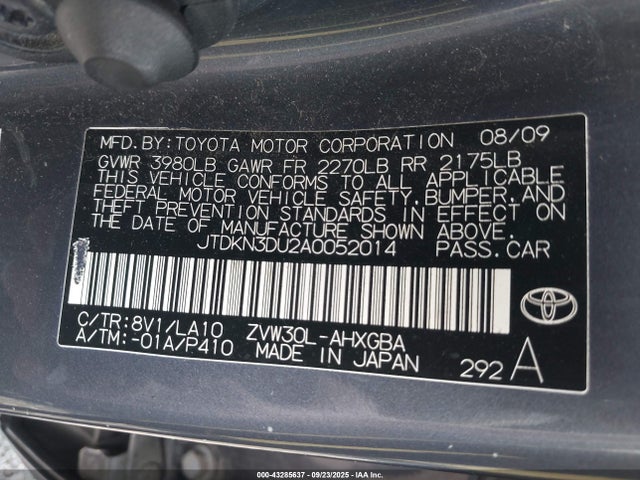 MFD.BY:TOYOTA MOTOR CORPORATION 08/09
GVWR 3980LB GAWR FR 2270LB RR 2175LB
THIS VEHICLE CONFORMS TO ALL APPLICABLE
FEDERAL MOTOR VEHICLE SAFETY,BUMPER,AND
THEFT PREVENTION STANDARDS IN EFFECT ON
THE DATE OF MANUFACTURE SHOWN ABOVE.
JTDKN3DU2A0052014 PASS.CAR
C/TR:8V1/LA10 ZVW30L-AHXGBA
A/TM:-01A/P410 MADE IN JAPAN
292 A
000-43285637 - 09/23/2025 - IAA Inc.